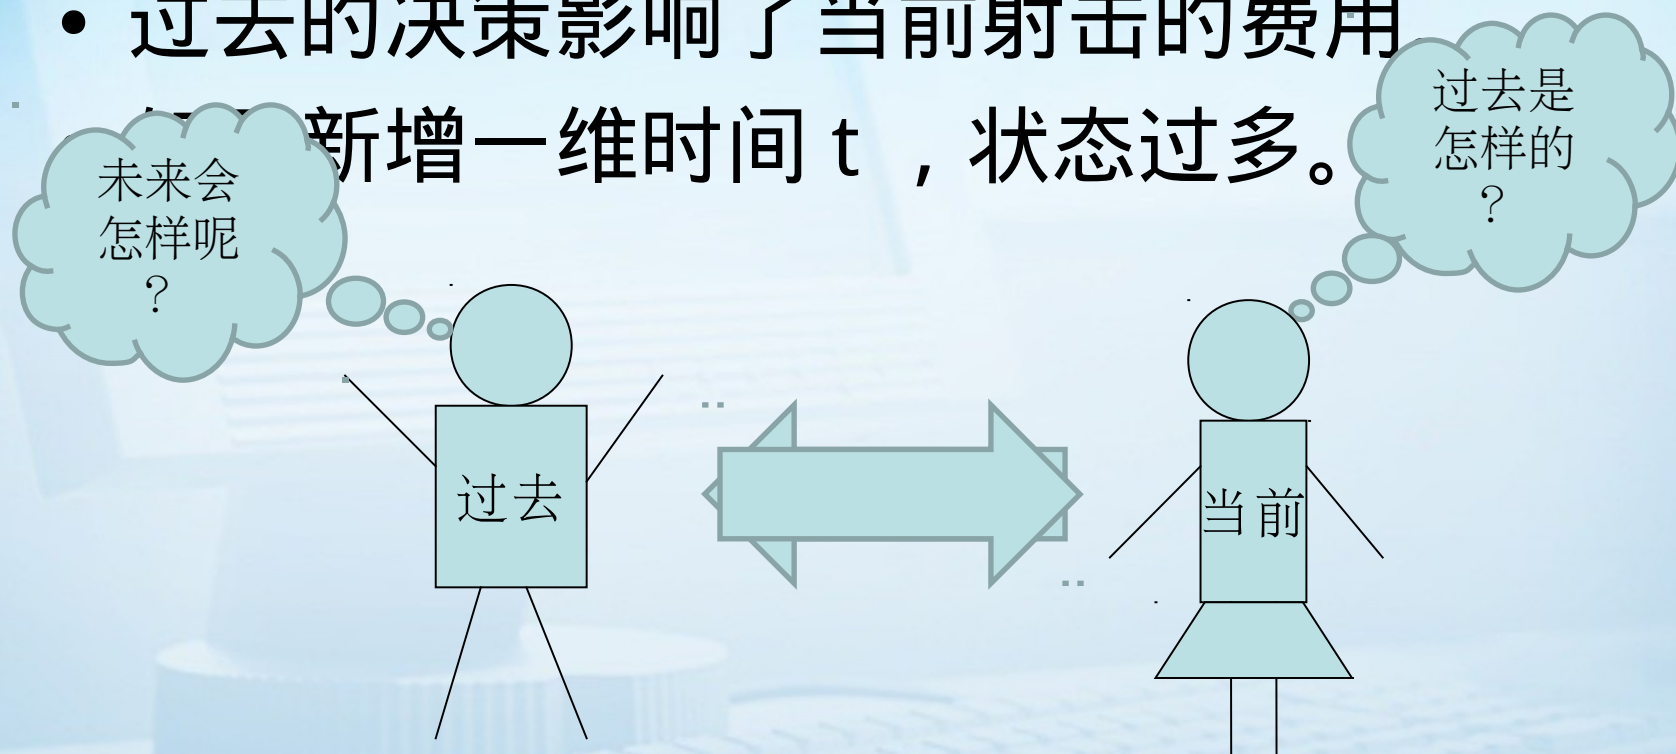 • 过去的决策影响了当前射击的费用。
新增一维时间 t ，状态过多。
过去是
怎样的
？
未来会
怎样呢
？
过去
当前